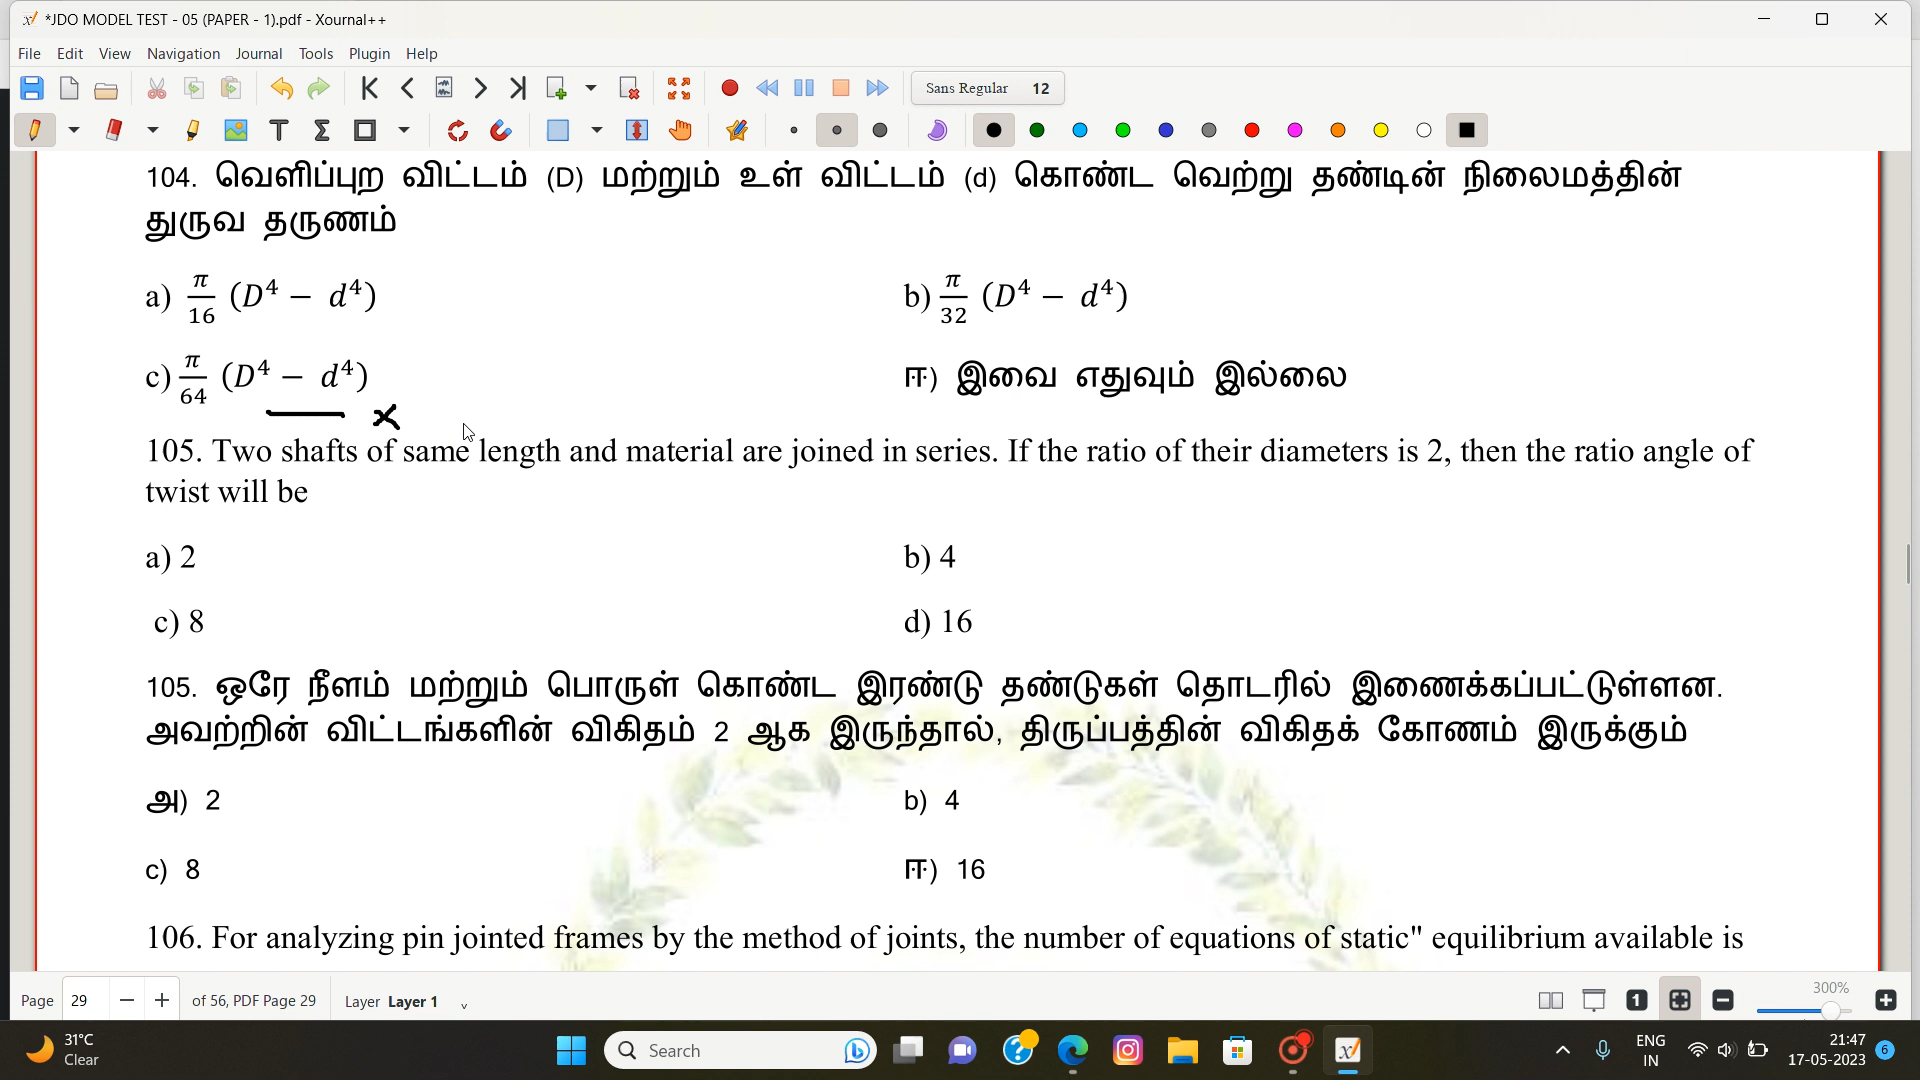 *JDO MODEL TEST - 05 (PAPER - 1).pdf - Xournal++
File Edit View Navigation Journal Tools Plugin Help
Sans Regular 12
104. வெளிப்புற விட்டம் (D) மற்றும் உள் விட்டம் (d) கொண்ட வெற்று தண்டின் நிலைமத்தின்
துருவ தருணம்
a) π/16 (D⁴ − d⁴) b) π/32 (D⁴ − d⁴)
c) π/64 (D⁴ − d⁴) ஈ) இவை எதுவும் இல்லை
105. Two shafts of same length and material are joined in series. If the ratio of their diameters is 2, then the ratio angle of
twist will be
a) 2 b) 4
c) 8 d) 16
105. ஒரே நீளம் மற்றும் பொருள் கொண்ட இரண்டு தண்டுகள் தொடரில் இணைக்கப்பட்டுள்ளன.
அவற்றின் விட்டங்களின் விகிதம் 2 ஆக இருந்தால், திருப்பத்தின் விகிதக் கோணம் இருக்கும்
அ) 2 b) 4
c) 8 ஈ) 16
106. For analyzing pin jointed frames by the method of joints, the number of equations of static" equilibrium available is
Page 29 of 56, PDF Page 29 Layer Layer 1 300%
31°C
Clear
Search
ENG
IN
21:47
17-05-2023
6